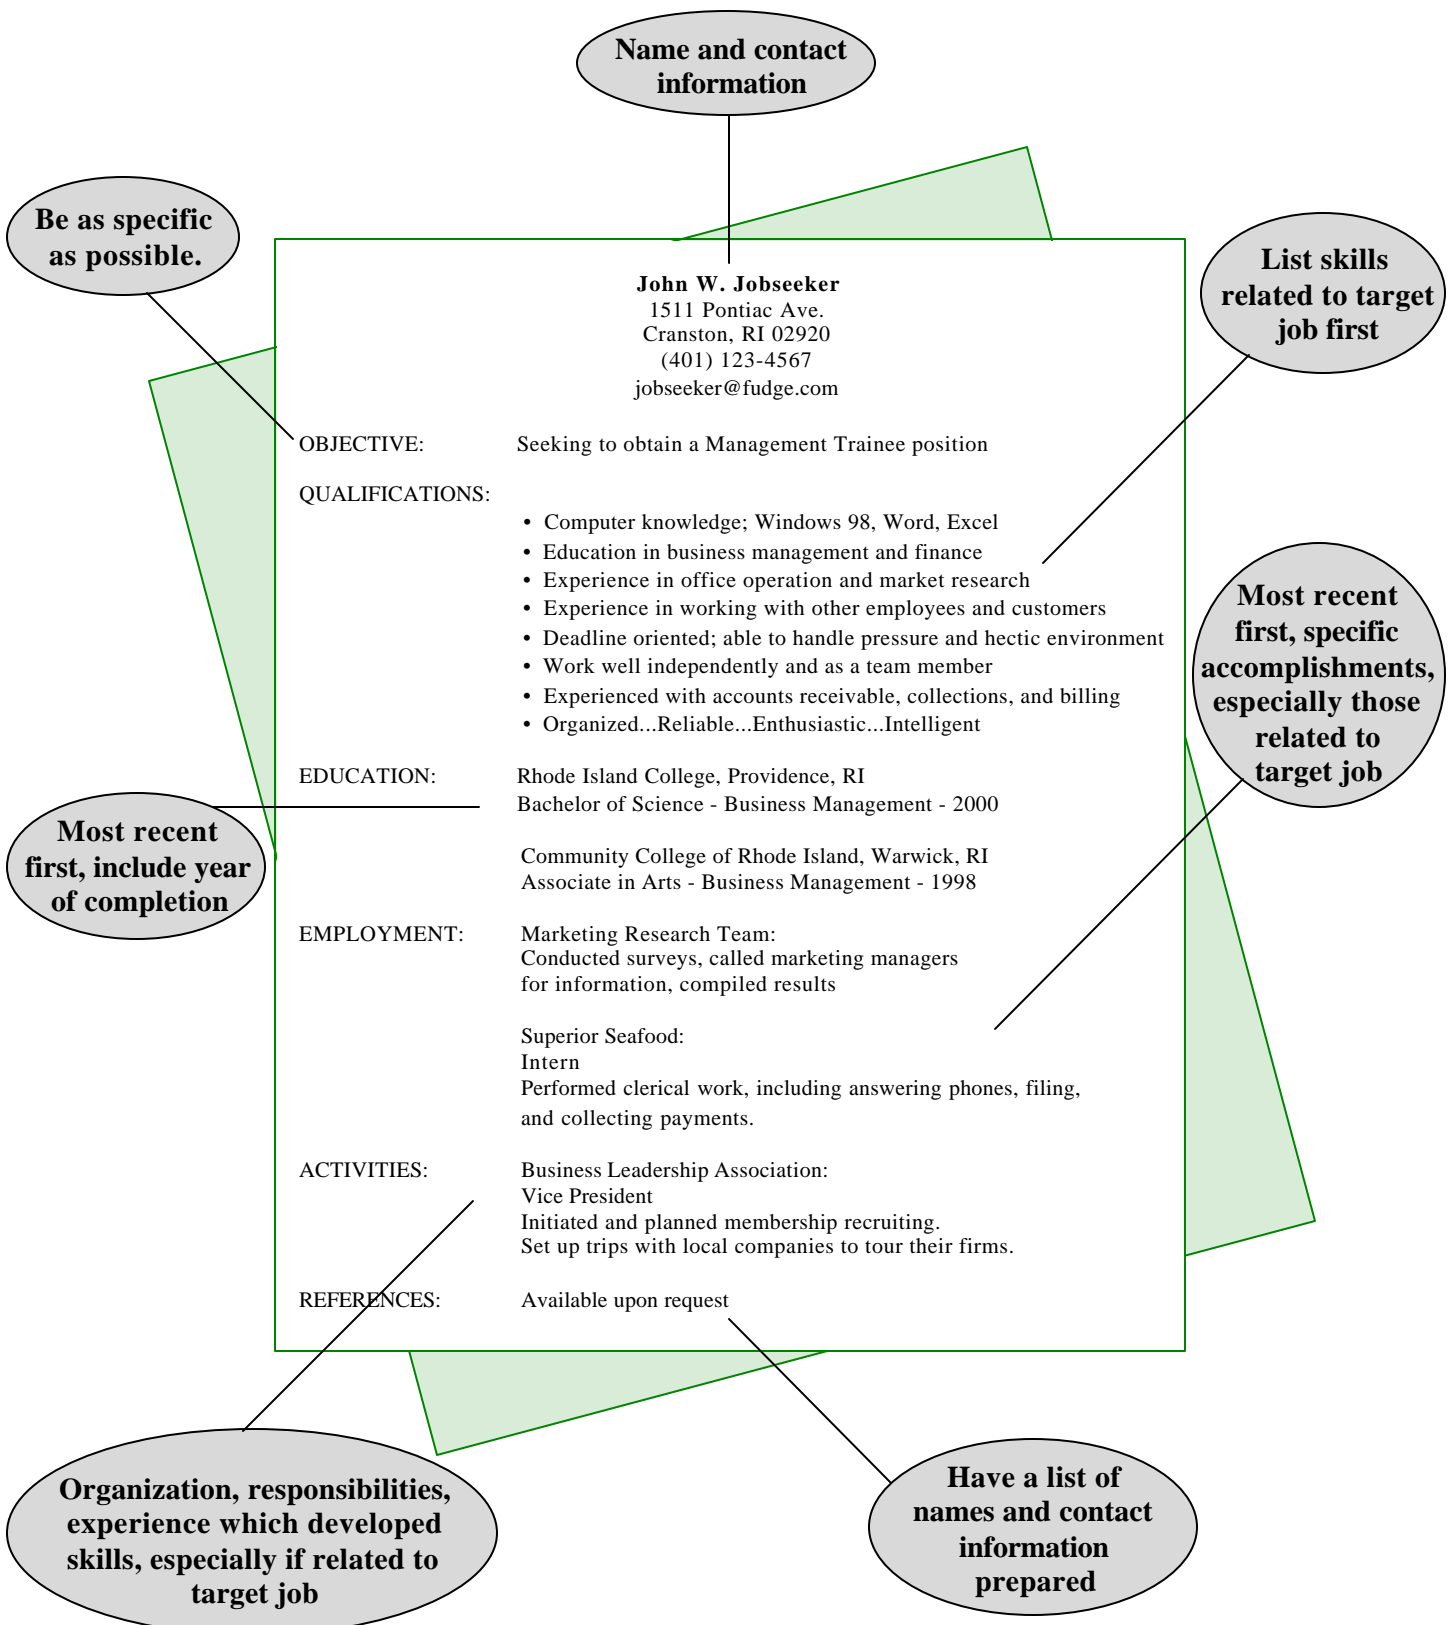 Name and contact
information
Be as specific
as possible.
List skills
related to target
job first
John W. Jobseeker
1511 Pontiac Ave.
Cranston, RI 02920
(401) 123-4567
jobseeker@fudge.com
OBJECTIVE: Seeking to obtain a Management Trainee position
QUALIFICATIONS:
• Computer knowledge; Windows 98, Word, Excel
• Education in business management and finance
• Experience in office operation and market research
• Experience in working with other employees and customers
• Deadline oriented; able to handle pressure and hectic environment
• Work well independently and as a team member
• Experienced with accounts receivable, collections, and billing
• Organized...Reliable...Enthusiastic...Intelligent
Most recent
first, specific
accomplishments,
especially those
related to
target job
EDUCATION: Rhode Island College, Providence, RI
Bachelor of Science - Business Management - 2000
Community College of Rhode Island, Warwick, RI
Associate in Arts - Business Management - 1998
Most recent
first, include year
of completion
EMPLOYMENT: Marketing Research Team:
Conducted surveys, called marketing managers
for information, compiled results
Superior Seafood:
Intern
Performed clerical work, including answering phones, filing,
and collecting payments.
ACTIVITIES: Business Leadership Association:
Vice President
Initiated and planned membership recruiting.
Set up trips with local companies to tour their firms.
REFERENCES: Available upon request
Organization, responsibilities,
experience which developed
skills, especially if related to
target job
Have a list of
names and contact
information
prepared